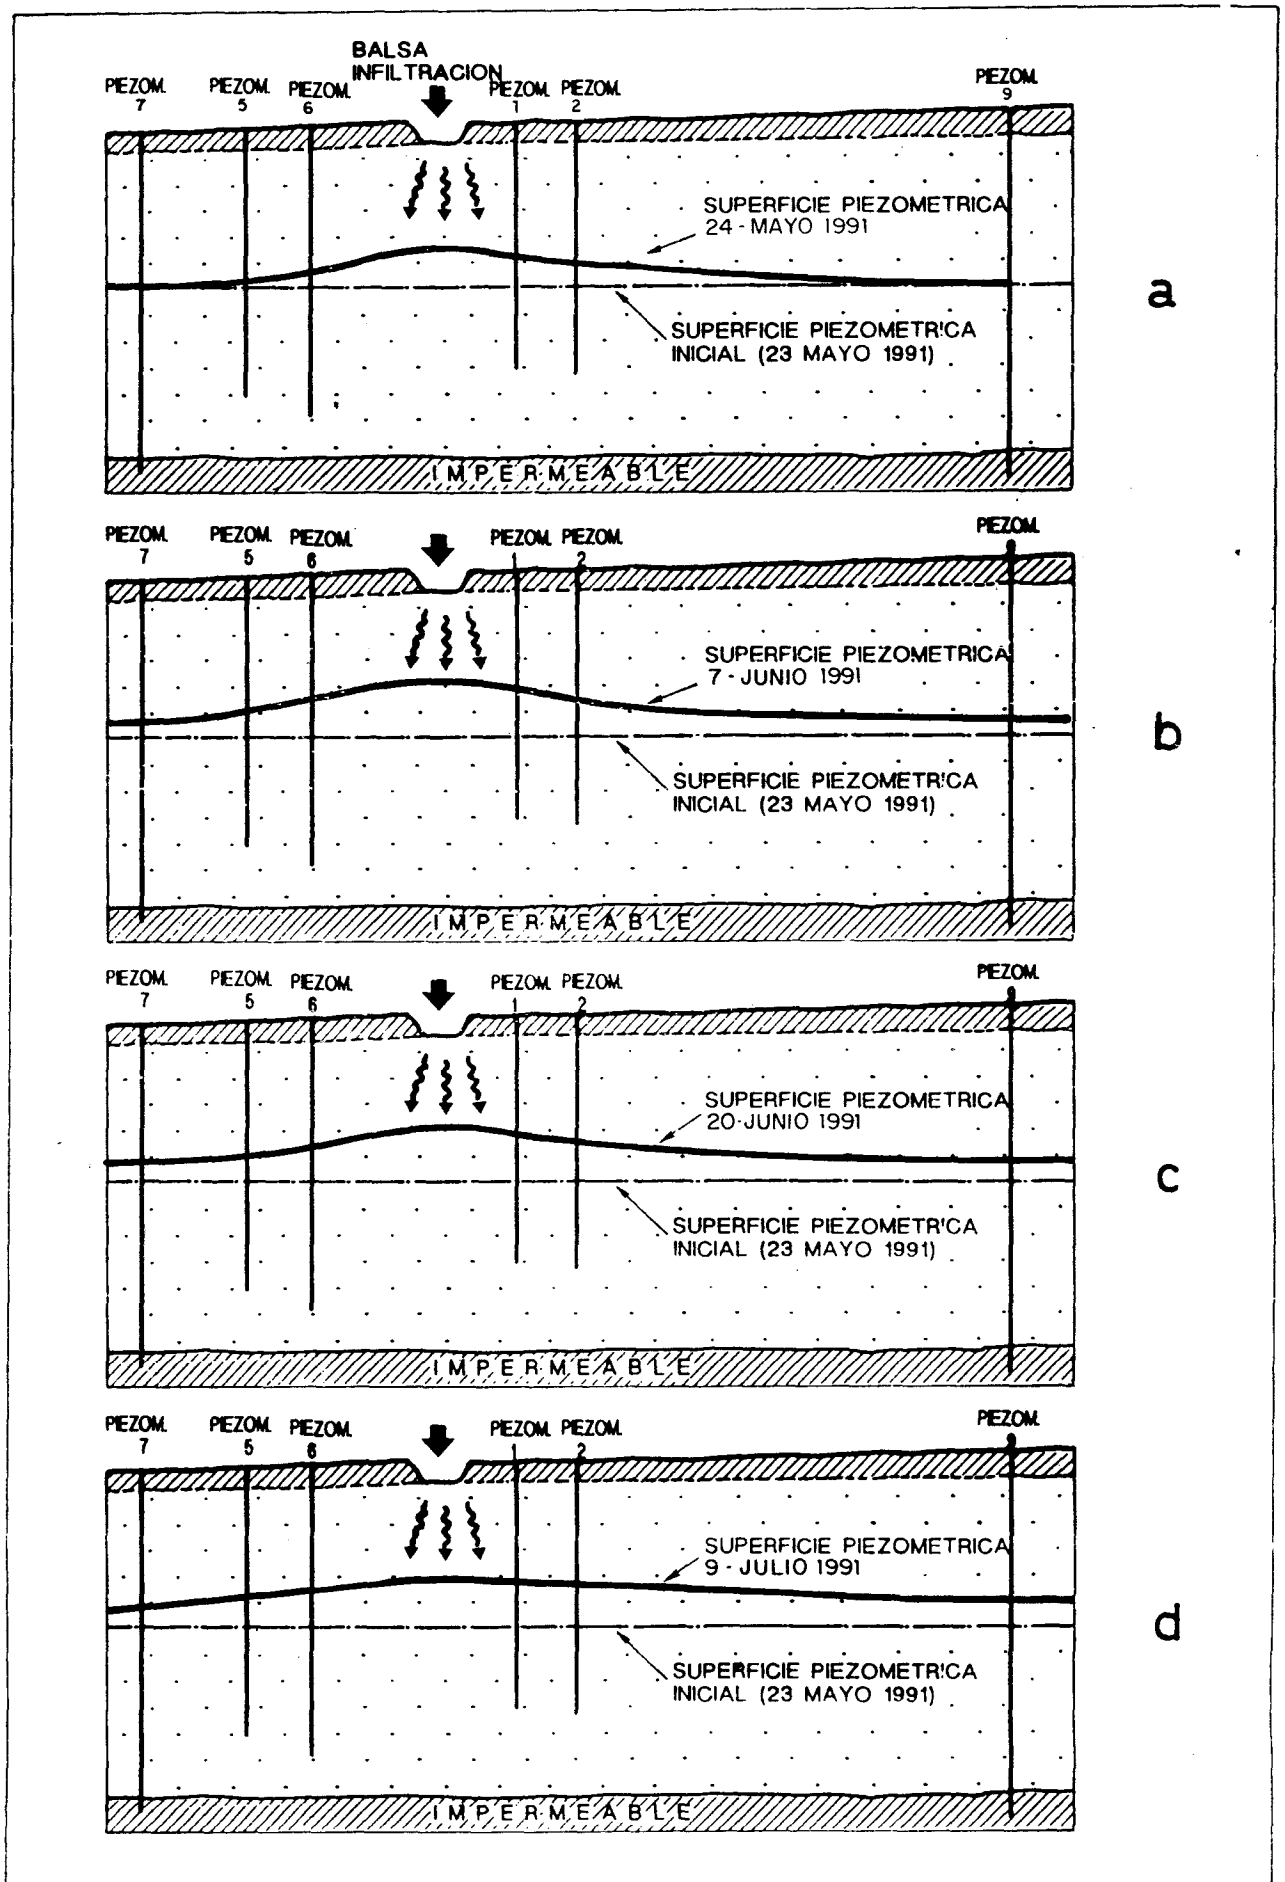 BALSA
INFILTRACION
PIEZOM. PIEZOM. PIEZOM. PIEZOM. PIEZOM. PIEZOM.
7 5 6 1 2 9
SUPERFICIE PIEZOMETRICA
24 - MAYO 1991
SUPERFICIE PIEZOMETRICA
INICIAL (23 MAYO 1991)
IMPERMEABLE
a
PIEZOM. PIEZOM. PIEZOM. PIEZOM. PIEZOM. PIEZOM.
7 5 6 1 2 9
SUPERFICIE PIEZOMETRICA
7 - JUNIO 1991
SUPERFICIE PIEZOMETRICA
INICIAL (23 MAYO 1991)
IMPERMEABLE
b
PIEZOM. PIEZOM. PIEZOM. PIEZOM. PIEZOM. PIEZOM.
7 5 6 1 2 9
SUPERFICIE PIEZOMETRICA
20-JUNIO 1991
SUPERFICIE PIEZOMETRICA
INICIAL (23 MAYO 1991)
IMPERMEABLE
c
PIEZOM. PIEZOM. PIEZOM. PIEZOM. PIEZOM. PIEZOM.
7 5 6 1 2 9
SUPERFICIE PIEZOMETRICA
9 - JULIO 1991
SUPERFICIE PIEZOMETRICA
INICIAL (23 MAYO 1991)
IMPERMEABLE
d